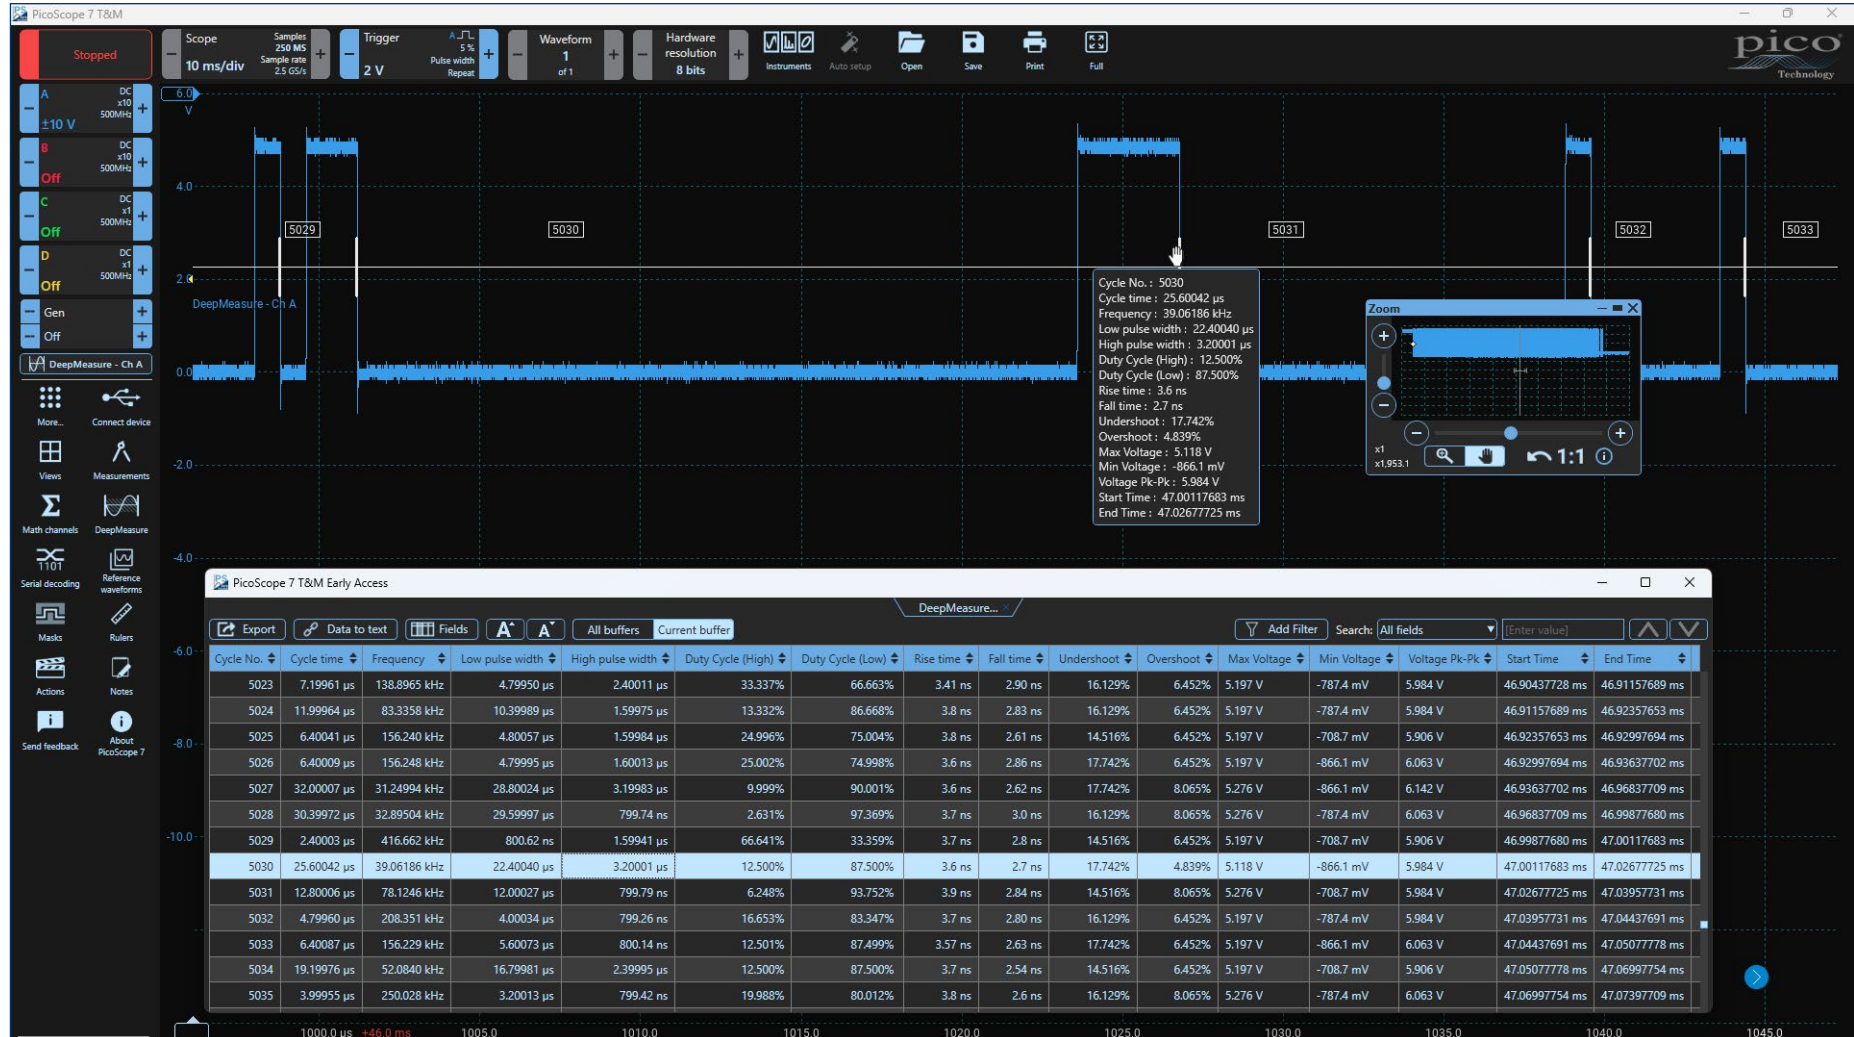 PicoScope 7 T&M
Stopped
Scope
10 ms/div
Samples
250 MS
Sample rate
2.5 GS/s
Trigger
2 V
A
5 %
Pulse width
Repeat
Waveform
1
of 1
Hardware
resolution
8 bits
Instruments
Auto setup
Open
Save
Print
Full
pico
Technology
A
DC
x10
500MHz
±10 V
B
DC
x10
500MHz
Off
C
DC
x1
500MHz
Off
D
DC
x1
500MHz
Off
Gen
Off
DeepMeasure - Ch A
More...
Connect device
Views
Measurements
Math channels
DeepMeasure
1101
Serial decoding
Reference
waveforms
Masks
Rulers
Actions
Notes
Send feedback
About
PicoScope 7
6.0
V
4.0
2.0
0.0
-2.0
-4.0
-6.0
-8.0
-10.0
DeepMeasure - Ch A
5029
5030
5031
5032
5033
Cycle No. : 5030
Cycle time : 25.60042 µs
Frequency : 39.06186 kHz
Low pulse width : 22.40040 µs
High pulse width : 3.20001 µs
Duty Cycle (High) : 12.500%
Duty Cycle (Low) : 87.500%
Rise time : 3.6 ns
Fall time : 2.7 ns
Undershoot : 17.742%
Overshoot : 4.839%
Max Voltage : 5.118 V
Min Voltage : -866.1 mV
Voltage Pk-Pk : 5.984 V
Start Time : 47.00117683 ms
End Time : 47.02677725 ms
Zoom
x1
x1,953.1
1:1
PicoScope 7 T&M Early Access
DeepMeasure...
Export
Data to text
Fields
A
A
All buffers
Current buffer
Add Filter
Search:
All fields
[Enter value]
Cycle No. Cycle time Frequency Low pulse width High pulse width Duty Cycle (High) Duty Cycle (Low) Rise time Fall time Undershoot Overshoot Max Voltage Min Voltage Voltage Pk-Pk Start Time End Time
5023 7.19961 µs 138.8965 kHz 4.79950 µs 2.40011 µs 33.337% 66.663% 3.41 ns 2.90 ns 16.129% 6.452% 5.197 V -787.4 mV 5.984 V 46.90437728 ms 46.91157689 ms
5024 11.99964 µs 83.3358 kHz 10.39989 µs 1.59975 µs 13.332% 86.668% 3.8 ns 2.83 ns 16.129% 6.452% 5.197 V -787.4 mV 5.984 V 46.91157689 ms 46.92357653 ms
5025 6.40041 µs 156.240 kHz 4.80057 µs 1.59984 µs 24.996% 75.004% 3.8 ns 2.61 ns 14.516% 6.452% 5.197 V -708.7 mV 5.906 V 46.92357653 ms 46.92997694 ms
5026 6.40009 µs 156.248 kHz 4.79995 µs 1.60013 µs 25.002% 74.998% 3.6 ns 2.86 ns 17.742% 6.452% 5.197 V -866.1 mV 6.063 V 46.92997694 ms 46.93637702 ms
5027 32.00007 µs 31.24994 kHz 28.80024 µs 3.19983 µs 9.999% 90.001% 3.6 ns 2.62 ns 17.742% 8.065% 5.276 V -866.1 mV 6.142 V 46.93637702 ms 46.96837709 ms
5028 30.39972 µs 32.89504 kHz 29.59997 µs 799.74 ns 2.631% 97.369% 3.7 ns 3.0 ns 16.129% 8.065% 5.276 V -787.4 mV 6.063 V 46.96837709 ms 46.99877680 ms
5029 2.40003 µs 416.662 kHz 800.62 ns 1.59941 µs 66.641% 33.359% 3.7 ns 2.8 ns 14.516% 6.452% 5.197 V -708.7 mV 5.906 V 46.99877680 ms 47.00117683 ms
5030 25.60042 µs 39.06186 kHz 22.40040 µs 3.20001 µs 12.500% 87.500% 3.6 ns 2.7 ns 17.742% 4.839% 5.118 V -866.1 mV 5.984 V 47.00117683 ms 47.02677725 ms
5031 12.80006 µs 78.1246 kHz 12.00027 µs 799.79 ns 6.248% 93.752% 3.9 ns 2.84 ns 14.516% 8.065% 5.276 V -708.7 mV 5.984 V 47.02677725 ms 47.03957731 ms
5032 4.79960 µs 208.351 kHz 4.00034 µs 799.26 ns 16.653% 83.347% 3.7 ns 2.80 ns 16.129% 6.452% 5.197 V -787.4 mV 5.984 V 47.03957731 ms 47.04437691 ms
5033 6.40087 µs 156.229 kHz 5.60073 µs 800.14 ns 12.501% 87.499% 3.57 ns 2.63 ns 17.742% 6.452% 5.197 V -866.1 mV 6.063 V 47.04437691 ms 47.05077778 ms
5034 19.19976 µs 52.0840 kHz 16.79981 µs 2.39995 µs 12.500% 87.500% 3.7 ns 2.54 ns 14.516% 6.452% 5.197 V -708.7 mV 5.906 V 47.05077778 ms 47.06997754 ms
5035 3.99955 µs 250.028 kHz 3.20013 µs 799.42 ns 19.988% 80.012% 3.8 ns 2.6 ns 16.129% 8.065% 5.276 V -787.4 mV 6.063 V 47.06997754 ms 47.07397709 ms
1000.0 us +46.0 ms 1005.0 1010.0 1015.0 1020.0 1025.0 1030.0 1035.0 1040.0 1045.0